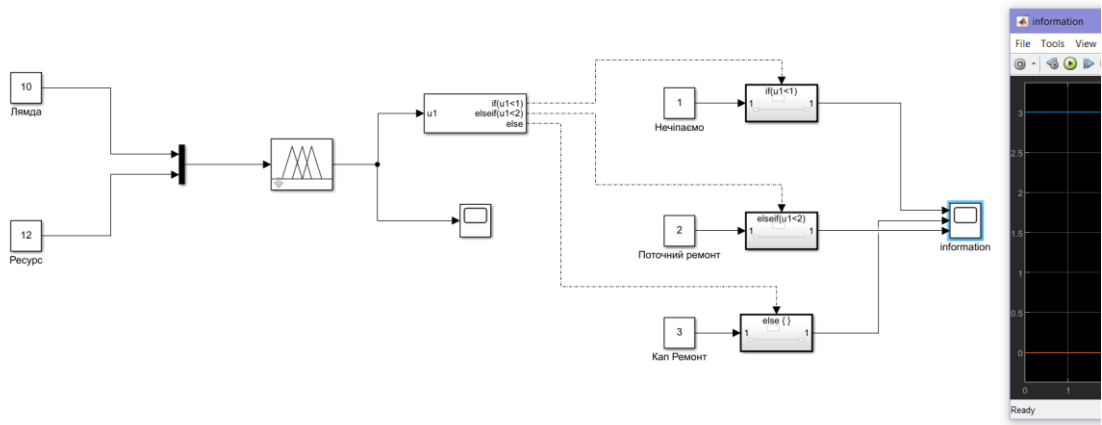 10
Лямда
12
Ресурс
u1
if(u1<1)
elseif(u1<2)
else
1
Нечіпаємо
if(u1<1)
1
1
2
Поточний ремонт
elseif(u1<2)
1
1
3
Кап Ремонт
else { }
1
1
information
information
File Tools View
3
2.5
2
1.5
1
0.5
0
0
1
Ready